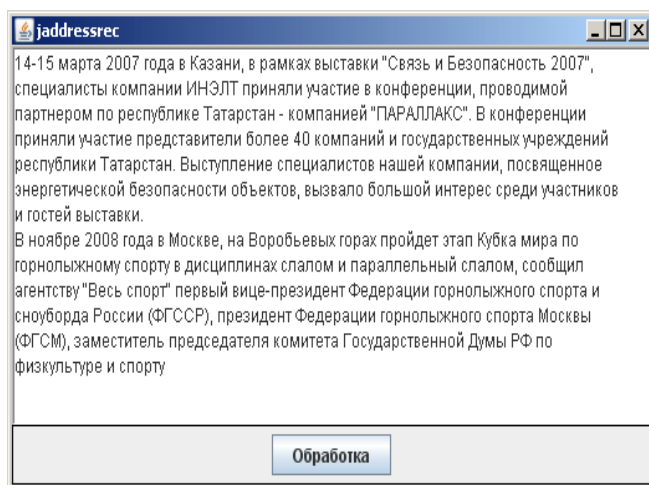 jaddressrec
14-15 марта 2007 года в Казани, в рамках выставки "Связь и Безопасность 2007",
специалисты компании ИНЭЛТ приняли участие в конференции, проводимой
партнером по республике Татарстан - компанией "ПАРАЛЛАКС". В конференции
приняли участие представители более 40 компаний и государственных учреждений
республики Татарстан. Выступление специалистов нашей компании, посвященное
энергетической безопасности объектов, вызвало большой интерес среди участников
и гостей выставки.
В ноябре 2008 года в Москве, на Воробьевых горах пройдет этап Кубка мира по
горнолыжному спорту в дисциплинах слалом и параллельный слалом, сообщил
агентству "Весь спорт" первый вице-президент Федерации горнолыжного спорта и
сноуборда России (ФГССР), президент Федерации горнолыжного спорта Москвы
(ФГСМ), заместитель председателя комитета Государственной Думы РФ по
физкультуре и спорту
Обработка